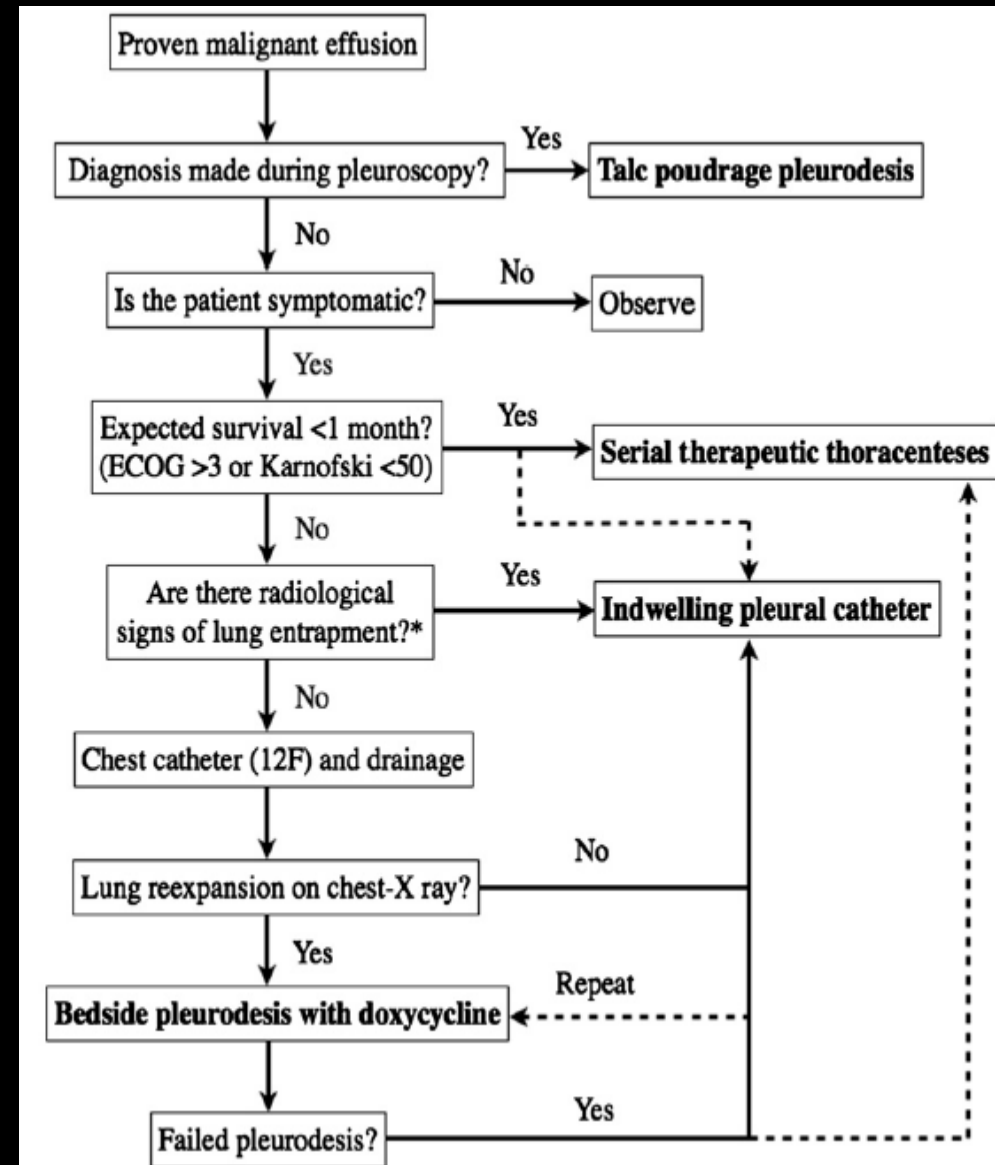 Proven malignant effusion
Diagnosis made during pleuroscopy?
Yes
Talc poudrage pleurodesis
No
Is the patient symptomatic?
No
Observe
Yes
Expected survival <1 month?
(ECOG >3 or Karnofski <50)
Yes
Serial therapeutic thoracenteses
No
Are there radiological
signs of lung entrapment?*
Yes
Indwelling pleural catheter
No
Chest catheter (12F) and drainage
Lung reexpansion on chest-X ray?
No
Yes
Repeat
Bedside pleurodesis with doxycycline
Failed pleurodesis?
Yes